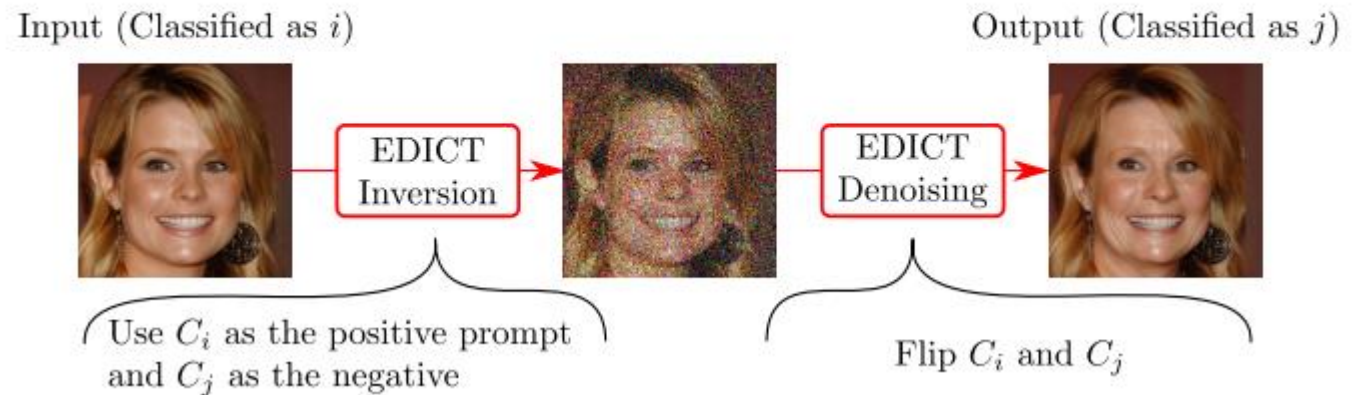 Input (Classified as i)
Output (Classified as j)
EDICT
Inversion
EDICT
Denoising
Use C_i as the positive prompt
and C_j as the negative
Flip C_i and C_j